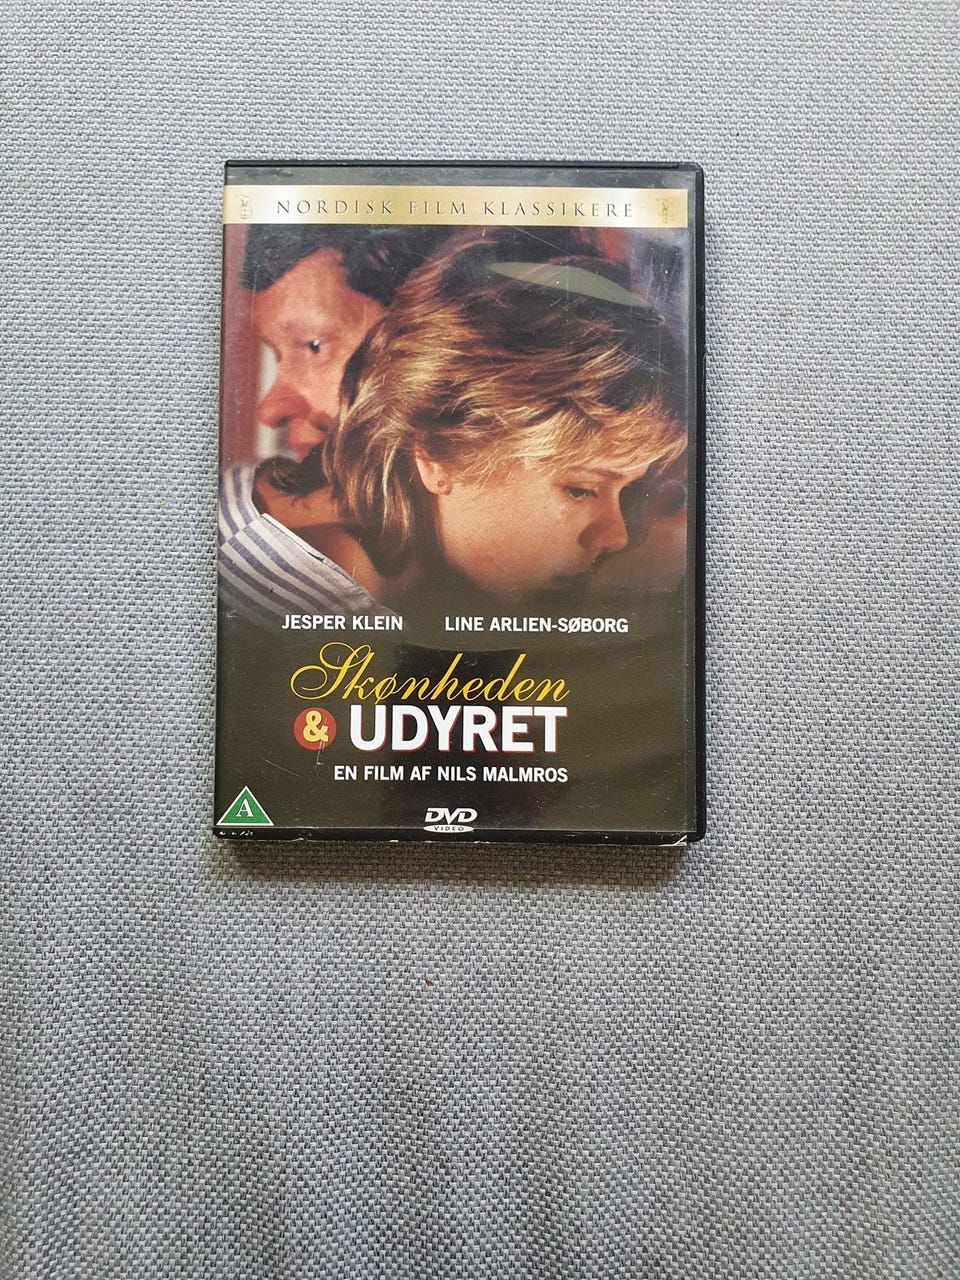 NORDISK FILM KLASSIKERE
JESPER KLEIN LINE ARLIEN-SØBORG
Skønheden
& UDYRET
EN FILM AF NILS MALMROS
A
DVD
VIDEO